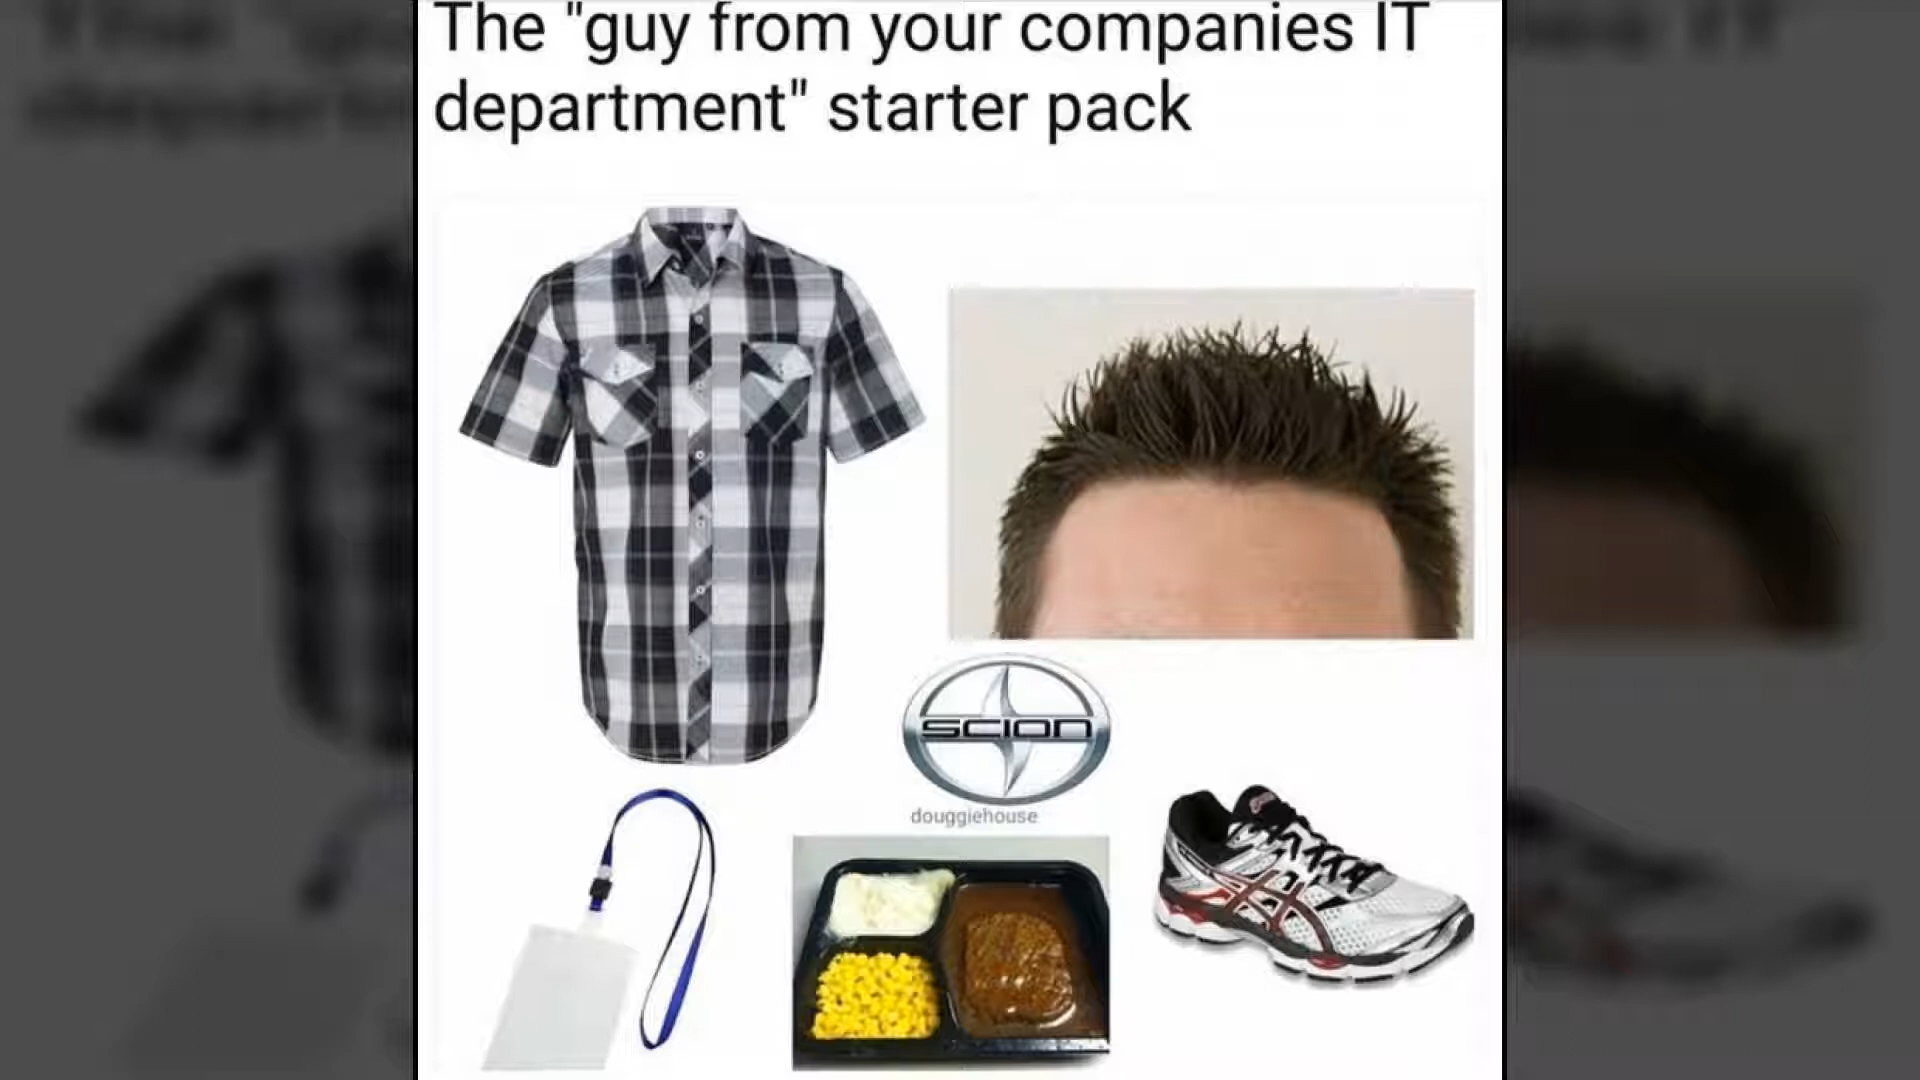 The "guy from your companies IT
department" starter pack
SCION
douggiehouse